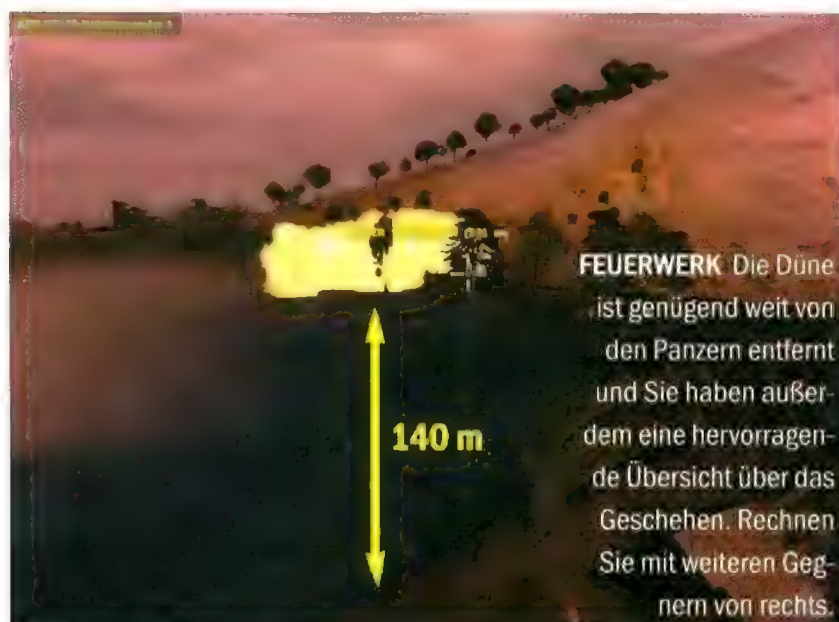 140 m
FEUERWERK Die Düne
ist genügend weit von
den Panzern entfernt
und Sie haben außer-
dem eine hervorragen-
de Übersicht über das
Geschehen. Rechnen
Sie mit weiteren Geg-
nern von rechts.